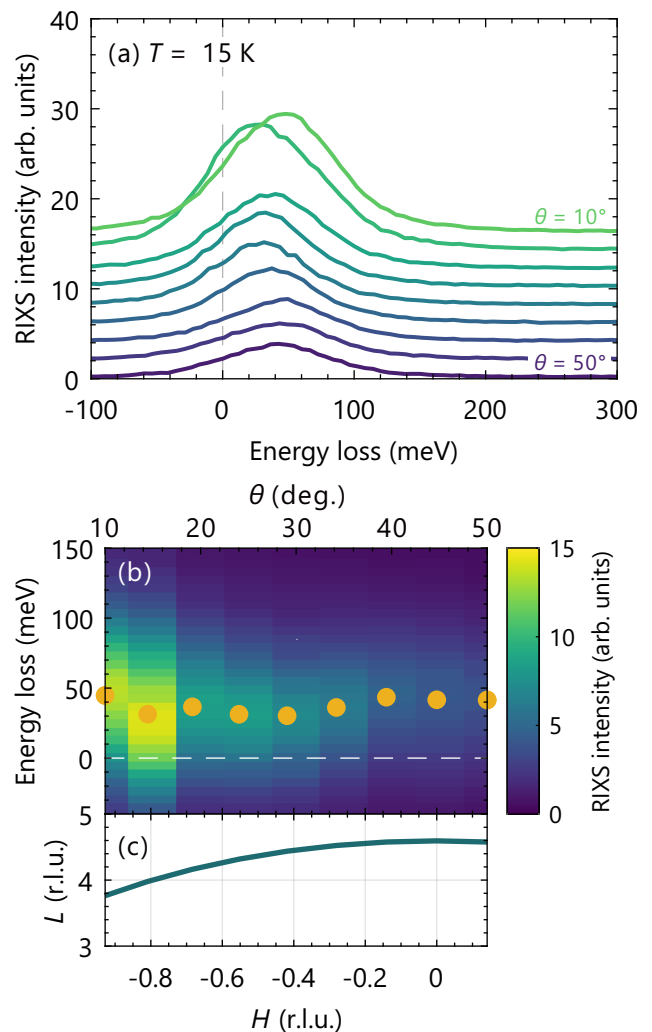 40
30
20
10
0
RIXS intensity (arb. units)
(a) T = 15 K
θ = 10°
θ = 50°
-100
0
100
200
300
Energy loss (meV)
θ (deg.)
10
20
30
40
50
150
100
50
0
Energy loss (meV)
(b)
15
10
5
0
RIXS intensity (arb. units)
5
4
3
L (r.l.u.)
(c)
-0.8
-0.6
-0.4
-0.2
0
H (r.l.u.)